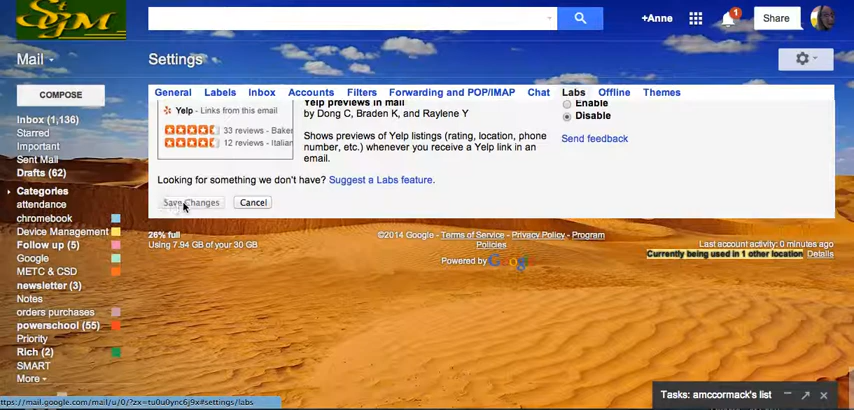 St
OGJM
+Anne
1
Share
Mail
Settings
COMPOSE
General Labels Inbox Accounts Filters Forwarding and POP/IMAP Chat Labs Offline Themes
Inbox (1,136)
Starred
Important
Sent Mail
Drafts (62)
Categories
attendance
chromebook
Device Management
Follow up (5)
Google
METC & CSD
newsletter (3)
Notes
orders purchases
powerschool (55)
Priority
Rich (2)
SMART
More
Yelp - Links from this email
33 reviews - Bake
12 reviews - Italian
Yelp previews in mail
by Dong C, Braden K, and Raylene Y
Shows previews of Yelp listings (rating, location, phone
number, etc.) whenever you receive a Yelp link in an
email.
Enable
Disable
Send feedback
Looking for something we don't have? Suggest a Labs feature.
Save Changes Cancel
26% full
Using 7.94 GB of your 30 GB
©2014 Google - Terms of Service - Privacy Policy - Program
Policies
Powered by Google
Last account activity: 0 minutes ago
Currently being used in 1 other location. Details
Tasks: amccormack's list
ttps://mail.google.com/mail/u/0/?zx=tu0u0ync6j9x#settings/labs